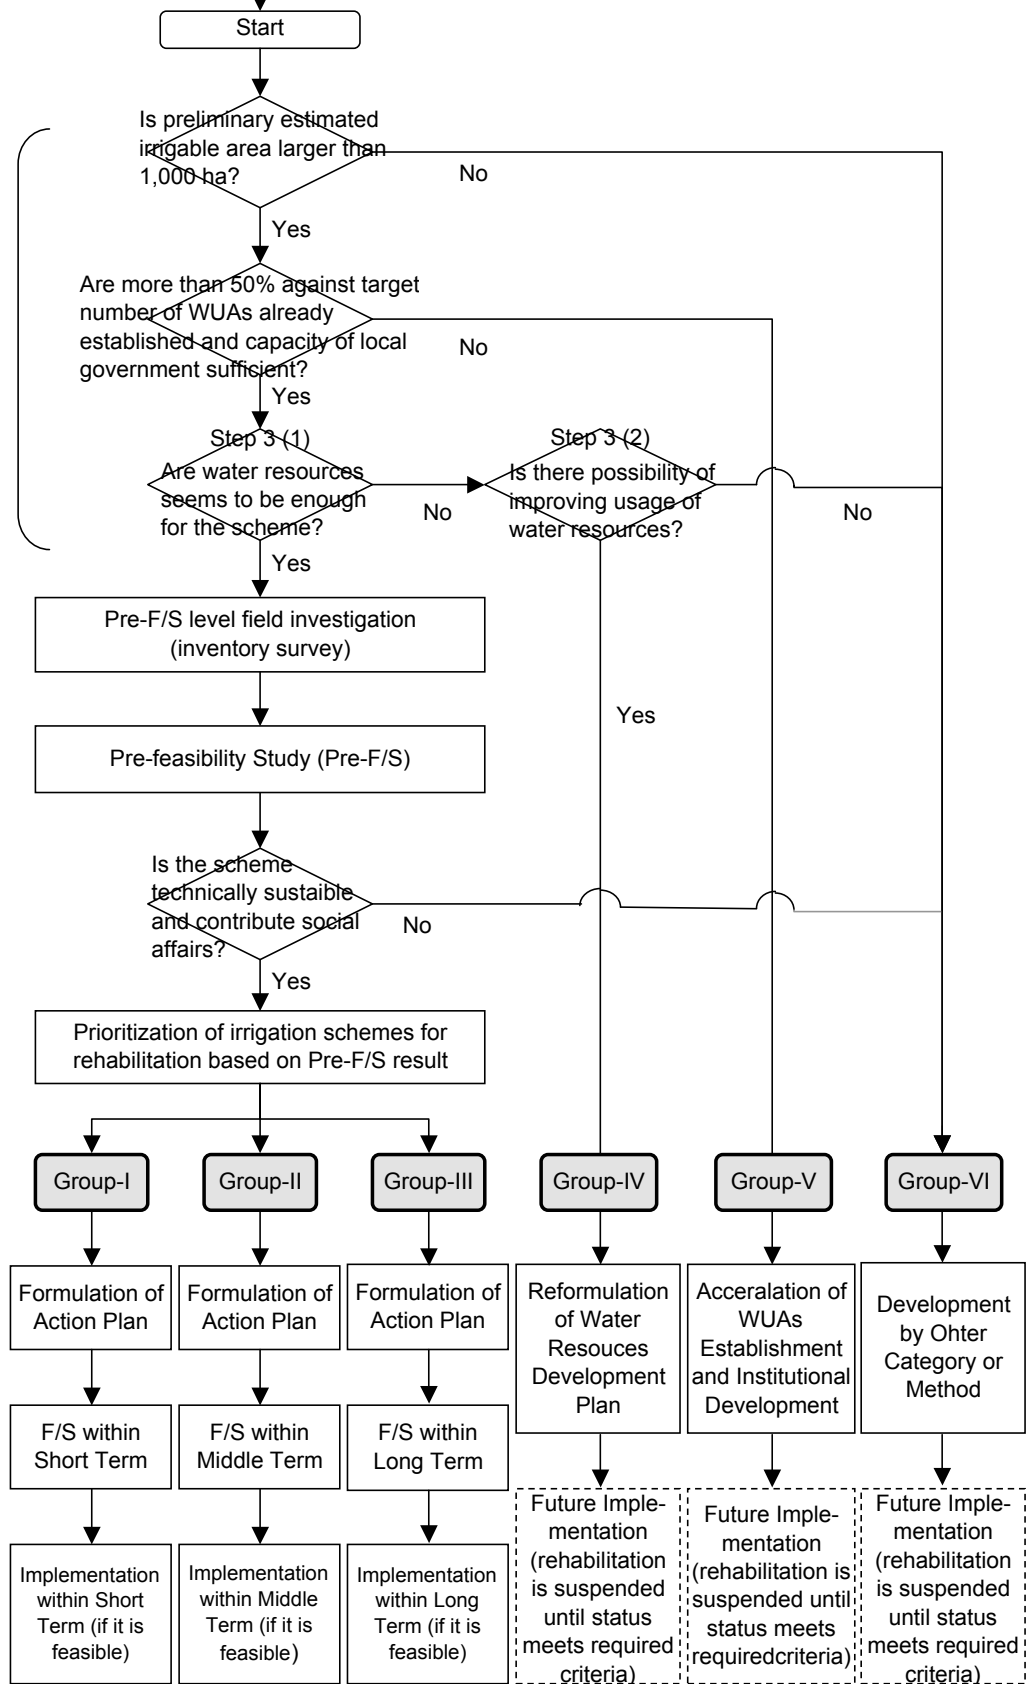 Start
Is preliminary estimated
irrigable area larger than
1,000 ha?
No
Yes
Are more than 50% against target
number of WUAs already
established and capacity of local
government sufficient?
No
Yes
Step 3 (1)
Are water resources
seems to be enough
for the scheme?
No
Step 3 (2)
Is there possibility of
improving usage of
water resources?
No
Yes
Pre-F/S level field investigation
(inventory survey)
Yes
Pre-feasibility Study (Pre-F/S)
Is the scheme
technically sustaible
and contribute social
affairs?
No
Yes
Prioritization of irrigation schemes for
rehabilitation based on Pre-F/S result
Group-I
Group-II
Group-III
Group-IV
Group-V
Group-VI
Formulation of
Action Plan
Formulation of
Action Plan
Formulation of
Action Plan
Reformulation
of Water
Resouces
Development
Plan
Acceralation of
WUAs
Establishment
and Institutional
Development
Development
by Ohter
Category or
Method
F/S within
Short Term
F/S within
Middle Term
F/S within
Long Term
Implementation
within Short
Term (if it is
feasible)
Implementation
within Middle
Term (if it is
feasible)
Implementation
within Long
Term (if it is
feasible)
Future Imple-
mentation
(rehabilitation
is suspended
until status
meets required
criteria)
Future Imple-
mentation
(rehabilitation is
suspended until
status meets
requiredcriteria)
Future Imple-
mentation
(rehabilitation
is suspended
until status
meets required
criteria)